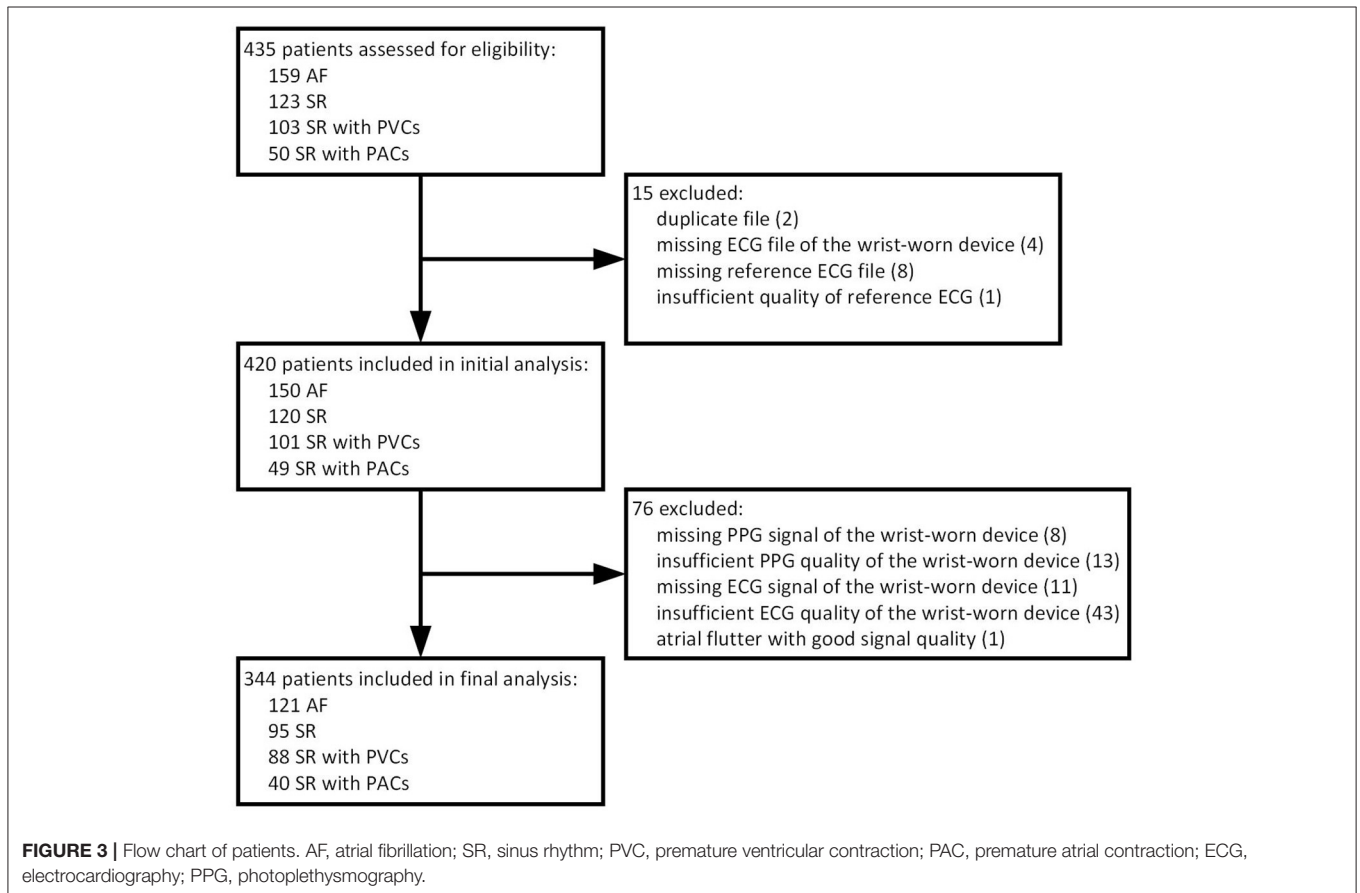 435 patients assessed for eligibility:
159 AF
123 SR
103 SR with PVCs
50 SR with PACs
15 excluded:
duplicate file (2)
missing ECG file of the wrist-worn device (4)
missing reference ECG file (8)
insufficient quality of reference ECG (1)
420 patients included in initial analysis:
150 AF
120 SR
101 SR with PVCs
49 SR with PACs
76 excluded:
missing PPG signal of the wrist-worn device (8)
insufficient PPG quality of the wrist-worn device (13)
missing ECG signal of the wrist-worn device (11)
insufficient ECG quality of the wrist-worn device (43)
atrial flutter with good signal quality (1)
344 patients included in final analysis:
121 AF
95 SR
88 SR with PVCs
40 SR with PACs
FIGURE 3 | Flow chart of patients. AF, atrial fibrillation; SR, sinus rhythm; PVC, premature ventricular contraction; PAC, premature atrial contraction; ECG,
electrocardiography; PPG, photoplethysmography.